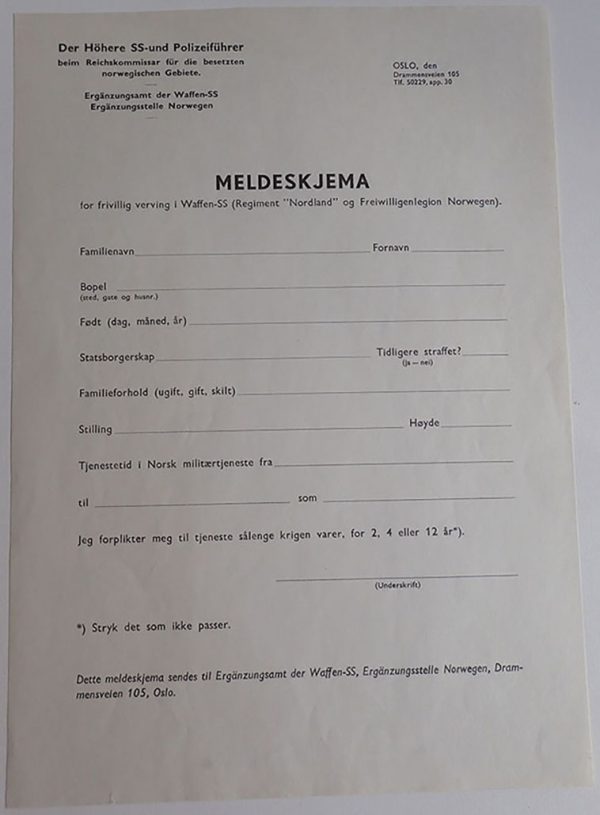 Der Höhere SS-und Polizeiführer
beim Reichskommissar für die besetzten
norwegischen Gebiete.
Ergänzungsamt der Waffen-SS
Ergänzungsstelle Norwegen
OSLO, den
Drammensveien 105
Tlf. 50229, app. 30
MELDESKJEMA
for frivillig verving i Waffen-SS (Regiment "Nordland" og Freiwilligenlegion Norwegen).
Familienavn Fornavn
Bopel
(sted, gate og husnr.)
Født (dag, måned, år)
Statsborgerskap Tidligere straffet?
(ja — nei)
Familieforhold (ugift, gift, skilt)
Stilling Høyde
Tjenestetid i Norsk militærtjeneste fra
til som
Jeg forplikter meg til tjeneste sålenge krigen varer, for 2, 4 eller 12 år*).
(Underskrift)
*) Stryk det som ikke passer.
Dette meldeskjema sendes til Ergänzungsamt der Waffen-SS, Ergänzungsstelle Norwegen, Dram-
mensveien 105, Oslo.